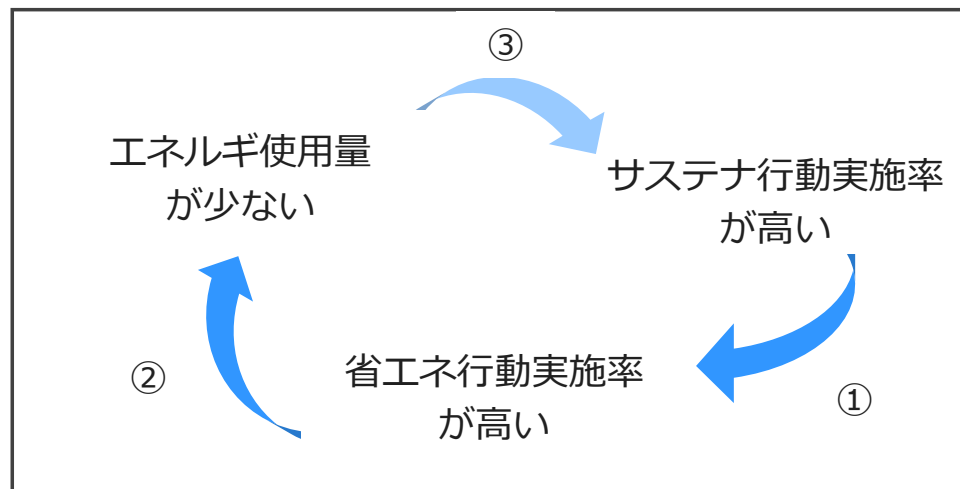 ③
エネルギ使用量
が少ない
サステナ行動実施率
が高い
②
省エネ行動実施率
が高い
①